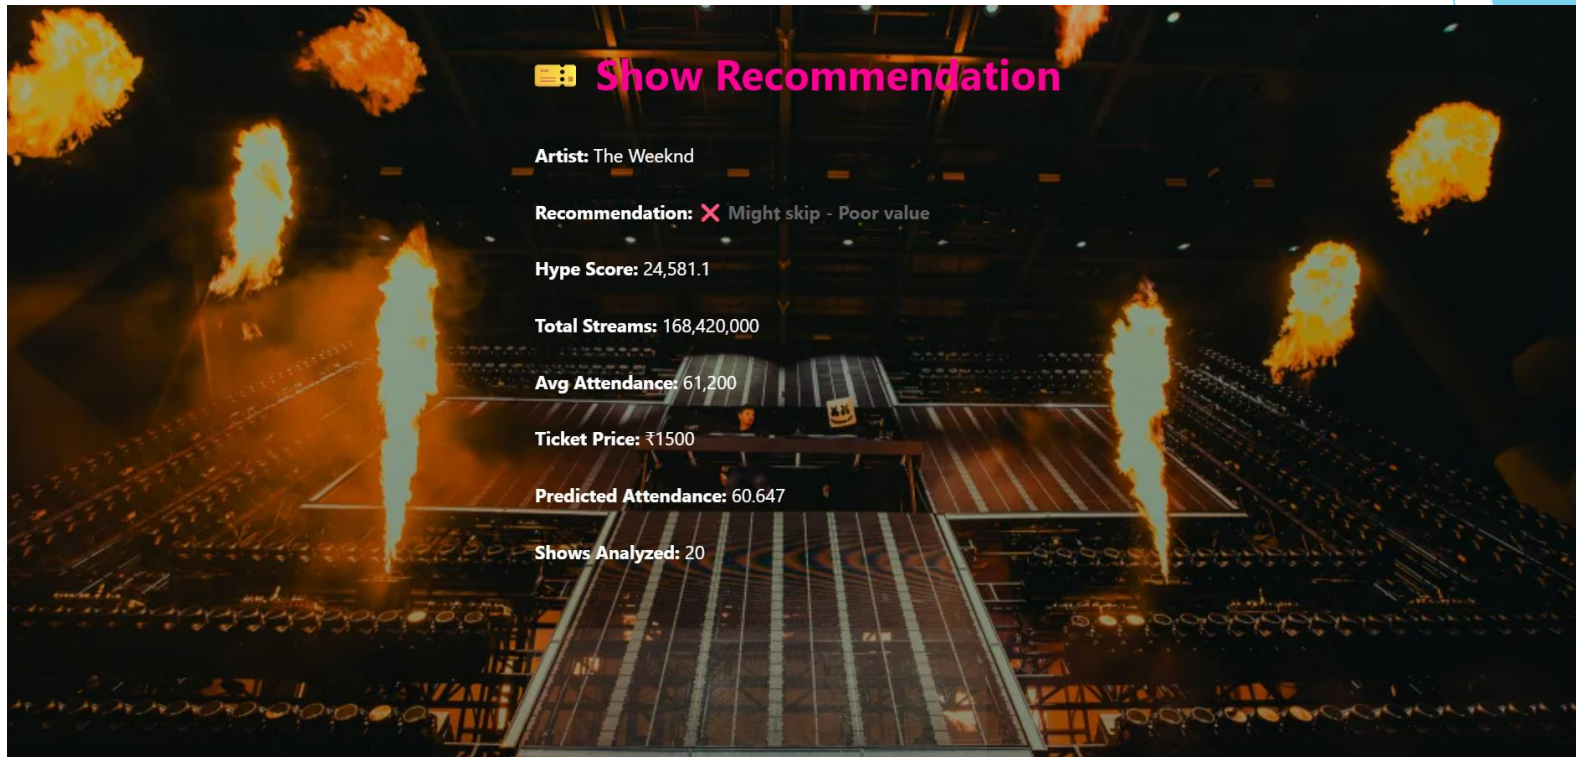 🎫 Show Recommendation
Artist: The Weeknd
Recommendation: ❌ Might skip - Poor value
Hype Score: 24,581.1
Total Streams: 168,420,000
Avg Attendance: 61,200
Ticket Price: ₹1500
Predicted Attendance: 60.647
Shows Analyzed: 20